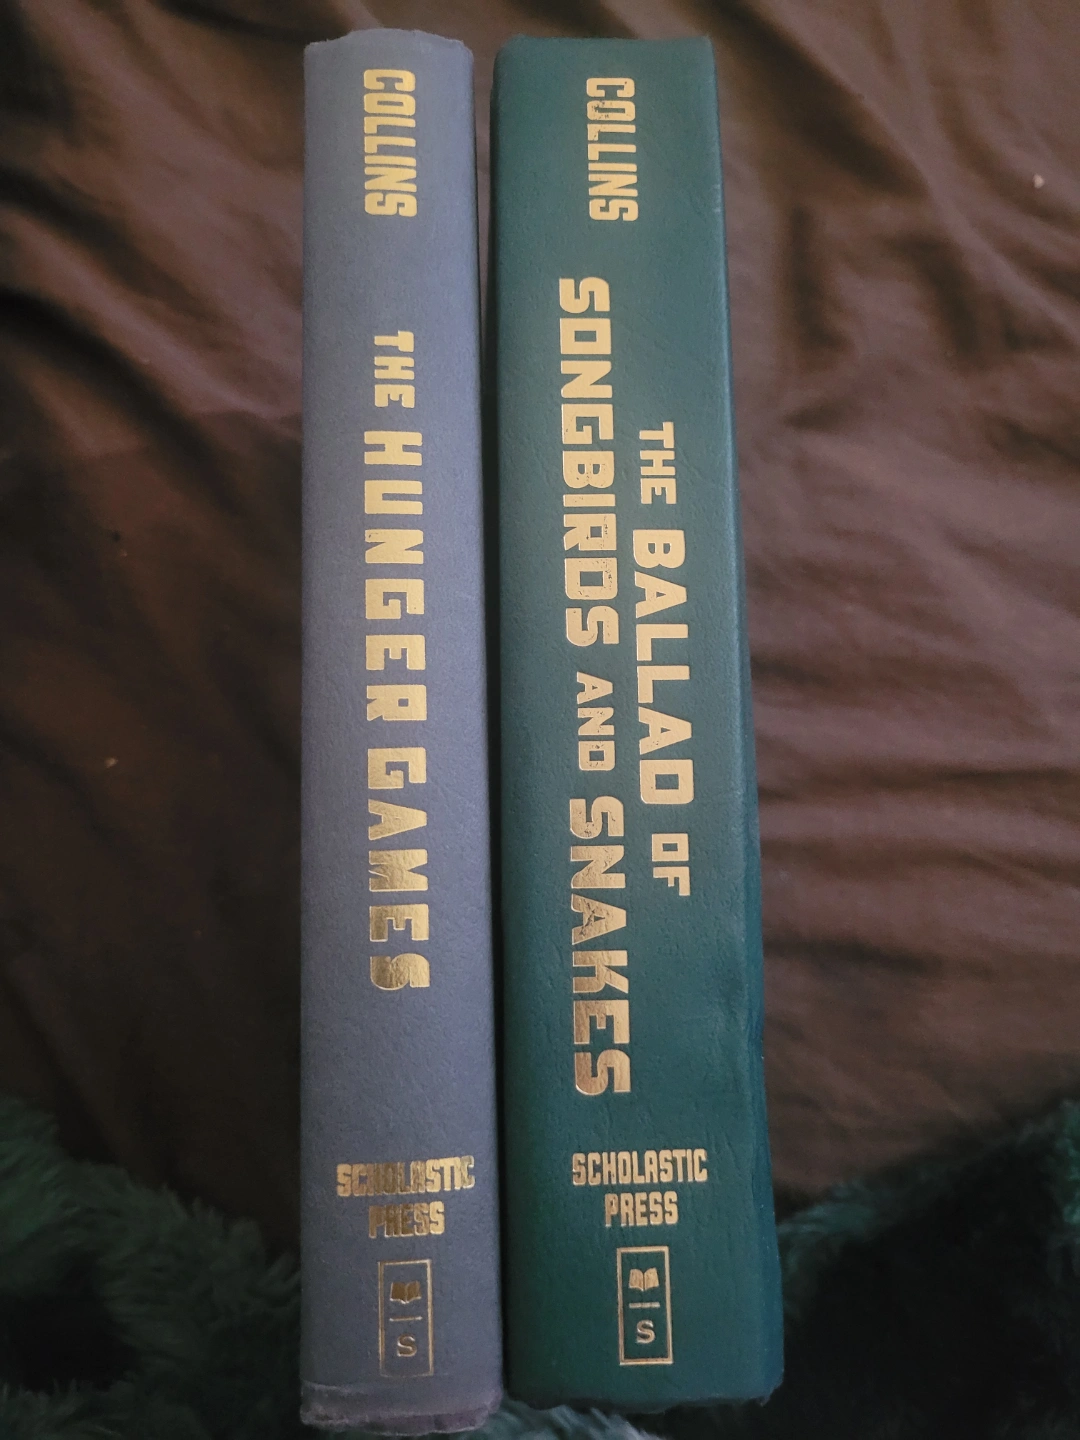 COLLINS
THE HUNGER GAMES
SCHOLASTIC
PRESS
S
COLLINS
THE BALLAD OF
SONGBIRDS AND SNAKES
SCHOLASTIC
PRESS
S